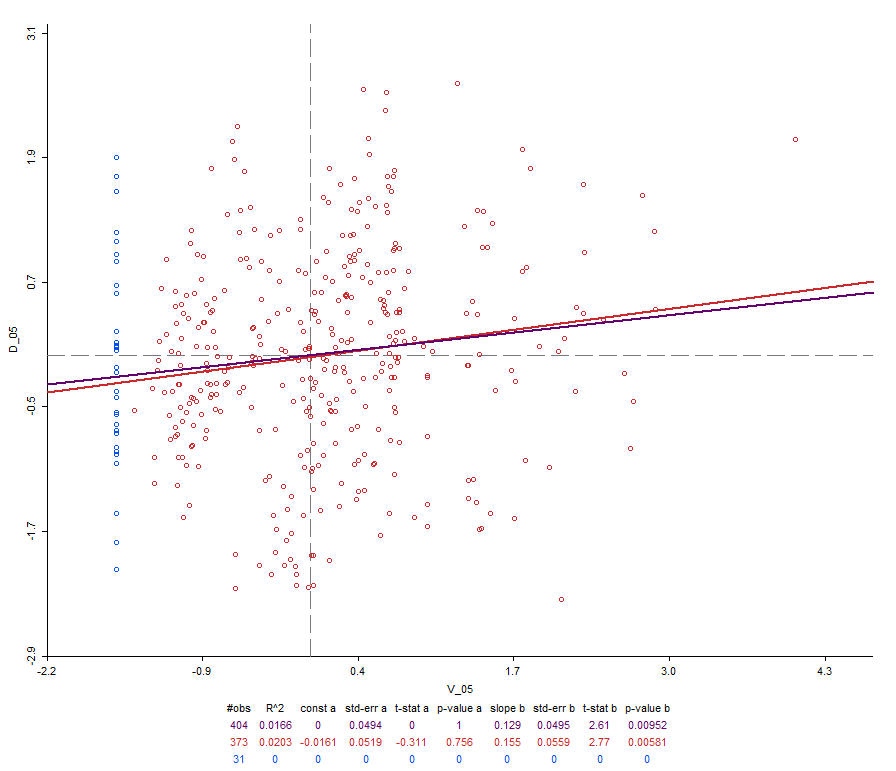 3.1
1.9
0.7
D_05
-0.5
-1.7
-2.9
-2.2 -0.9 0.4 1.7 3.0 4.3
V_05
#obs R^2 const a std-err a t-stat a p-value a slope b std-err b t-stat b p-value b
404 0.0166 0 0.0494 0 1 0.129 0.0495 2.61 0.00952
373 0.0203 -0.0161 0.0519 -0.311 0.756 0.155 0.0559 2.77 0.00581
31 0 0 0 0 0 0 0 0 0